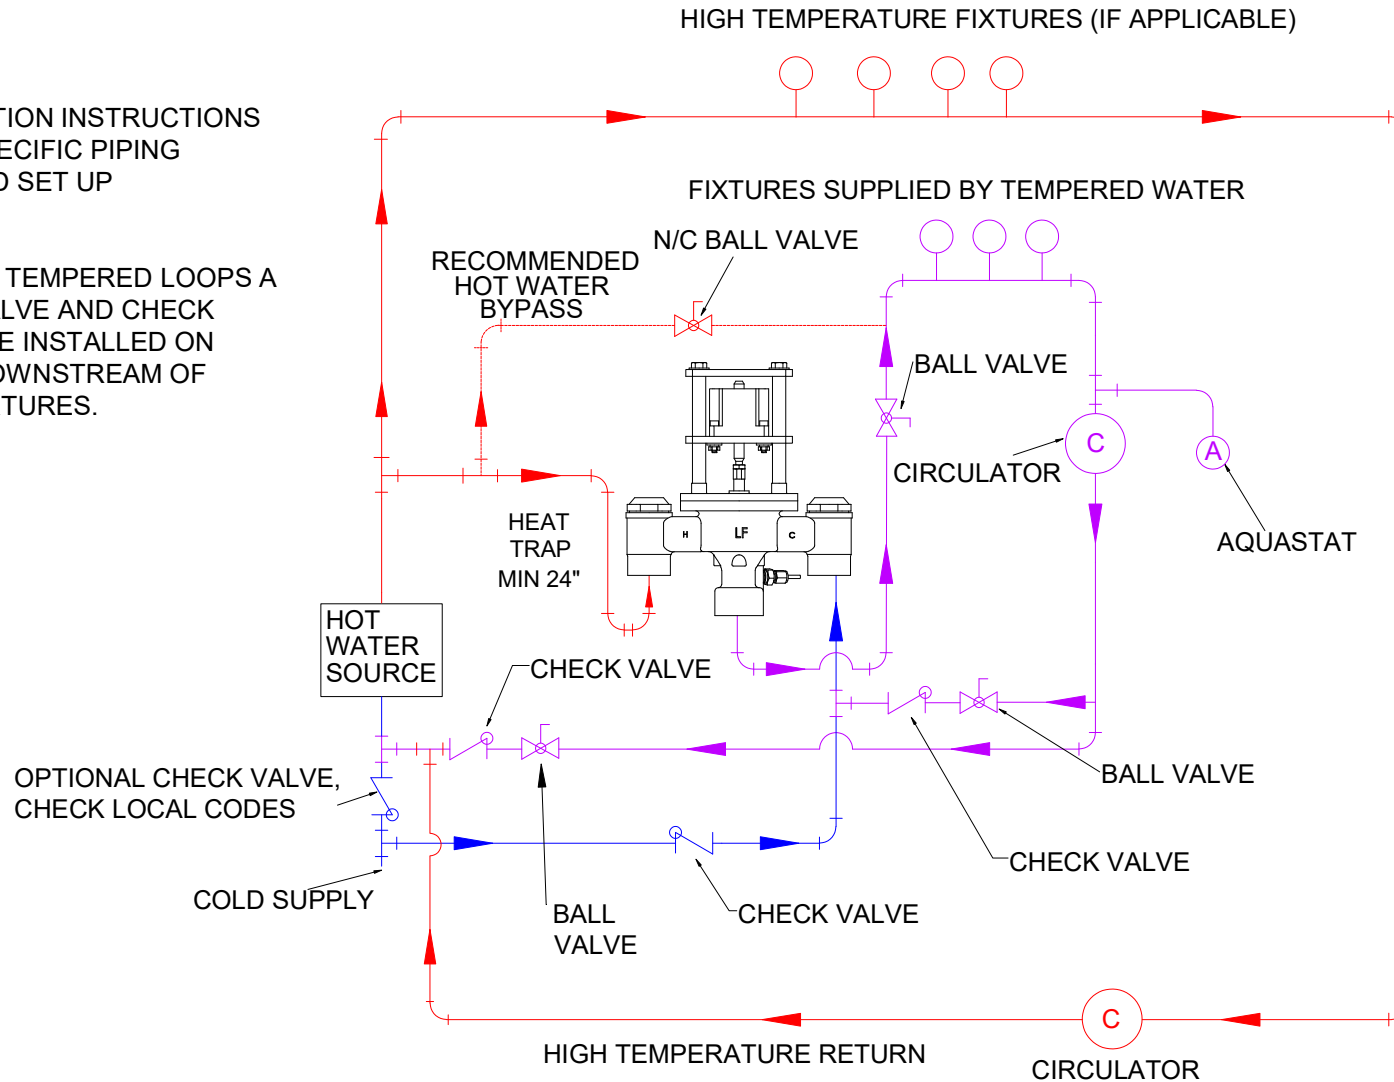 HIGH TEMPERATURE FIXTURES (IF APPLICABLE)
TION INSTRUCTIONS
ECIFIC PIPING
SET UP
FIXTURES SUPPLIED BY TEMPERED WATER
N/C BALL VALVE
RECOMMENDED
HOT WATER
BYPASS
TEMPERED LOOPS A
LVE AND CHECK
E INSTALLED ON
OWNSTREAM OF
TURES.
BALL VALVE
C
CIRCULATOR
A
AQUASTAT
HEAT
TRAP
MIN 24"
H
LF
C
HOT
WATER
SOURCE
CHECK VALVE
OPTIONAL CHECK VALVE,
CHECK LOCAL CODES
BALL VALVE
CHECK VALVE
COLD SUPPLY
BALL
VALVE
CHECK VALVE
C
HIGH TEMPERATURE RETURN
CIRCULATOR